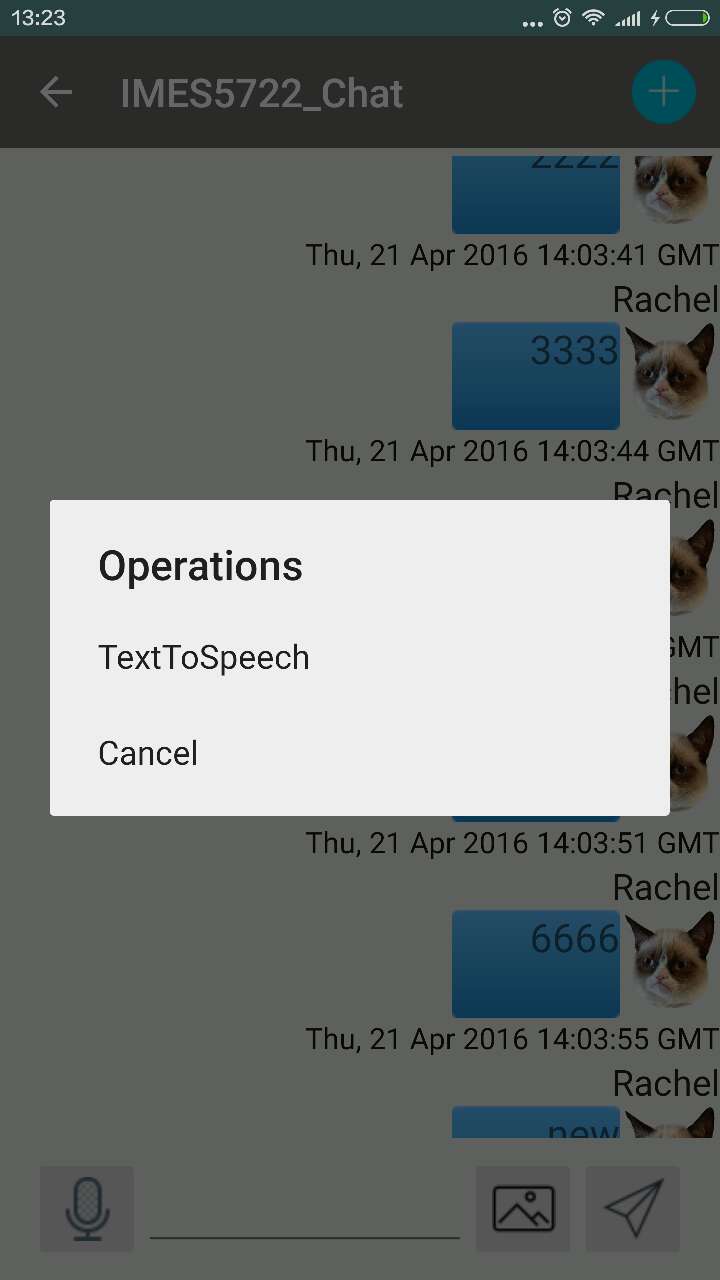 13:23
IMES5722_Chat
2222
Thu, 21 Apr 2016 14:03:41 GMT
Rachel
3333
Thu, 21 Apr 2016 14:03:44 GMT
Rachel
Operations
GMT
TextToSpeech
hel
Cancel
Thu, 21 Apr 2016 14:03:51 GMT
Rachel
6666
Thu, 21 Apr 2016 14:03:55 GMT
Rachel
new